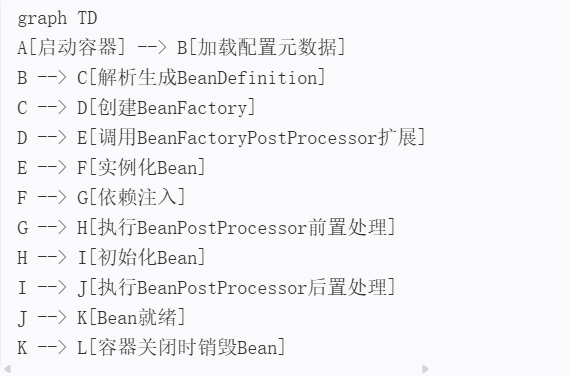 graph TD
A[启动容器] --> B[加载配置元数据]
B --> C[解析生成BeanDefinition]
C --> D[创建BeanFactory]
D --> E[调用BeanFactoryPostProcessor扩展]
E --> F[实例化Bean]
F --> G[依赖注入]
G --> H[执行BeanPostProcessor前置处理]
H --> I[初始化Bean]
I --> J[执行BeanPostProcessor后置处理]
J --> K[Bean就绪]
K --> L[容器关闭时销毁Bean]